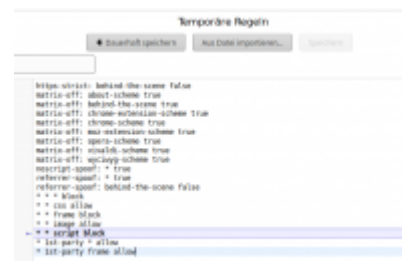 Temporäre Regeln
Dauerhaft speichern
Aus Datei importieren...
Speichern
https-strict: behind-the-scene false
matrix-off: about-scheme true
matrix-off: behind-the-scene true
matrix-off: chrome-extension-scheme true
matrix-off: chrome-scheme true
matrix-off: moz-extension-scheme true
matrix-off: opera-scheme true
matrix-off: vivaldi-scheme true
matrix-off: wyciwyg-scheme true
noscript-spoof: * true
referrer-spoof: * true
referrer-spoof: behind-the-scene false
* * * block
* * css allow
* * frame block
* * image allow
* * script block
* 1st-party * allow
* 1st-party frame allow